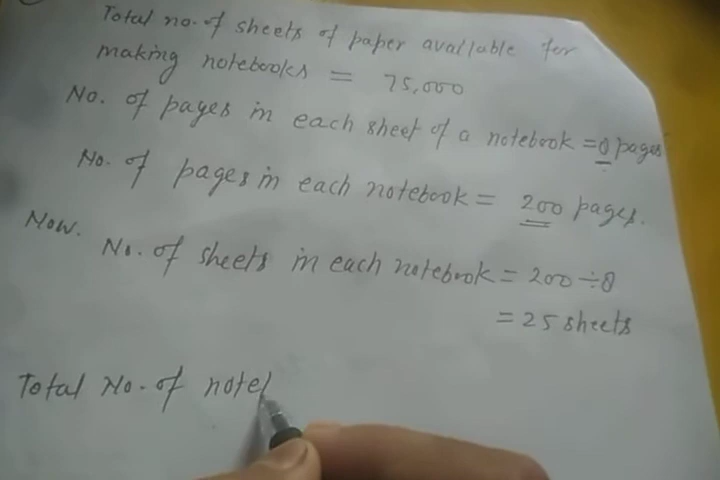 Total no. of sheets of paper available for
making notebooks = 75,000
No. of pages in each sheet of a notebook = 8 pages
No. of pages in each notebook = 200 pages.
Now.
No. of sheets in each notebook = 200 ÷ 8
= 25 sheets
Total No. of note